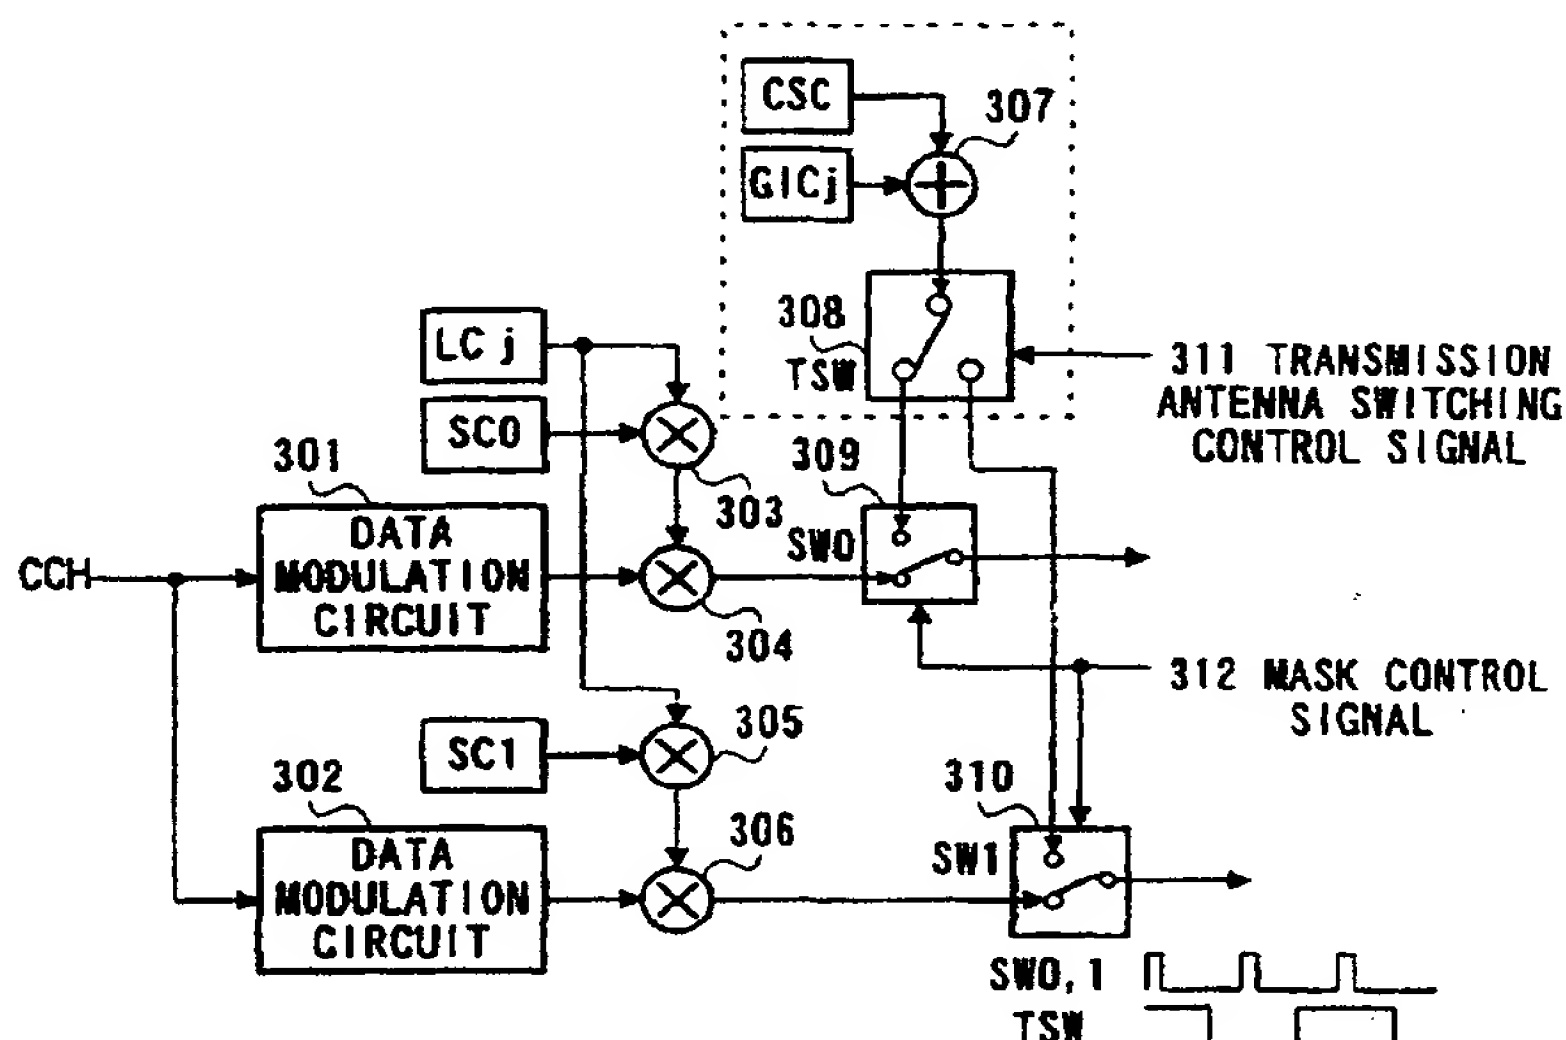 CSC
307
GICj
308
TSW
311 TRANSMISSION
ANTENNA SWITCHING
CONTROL SIGNAL
LC j
SC0
303
309
SW0
301
DATA
MODULATION
CIRCUIT
CCH
304
312 MASK CONTROL
SIGNAL
SC1
305
302
DATA
MODULATION
CIRCUIT
306
310
SW1
SW0, 1
TSW